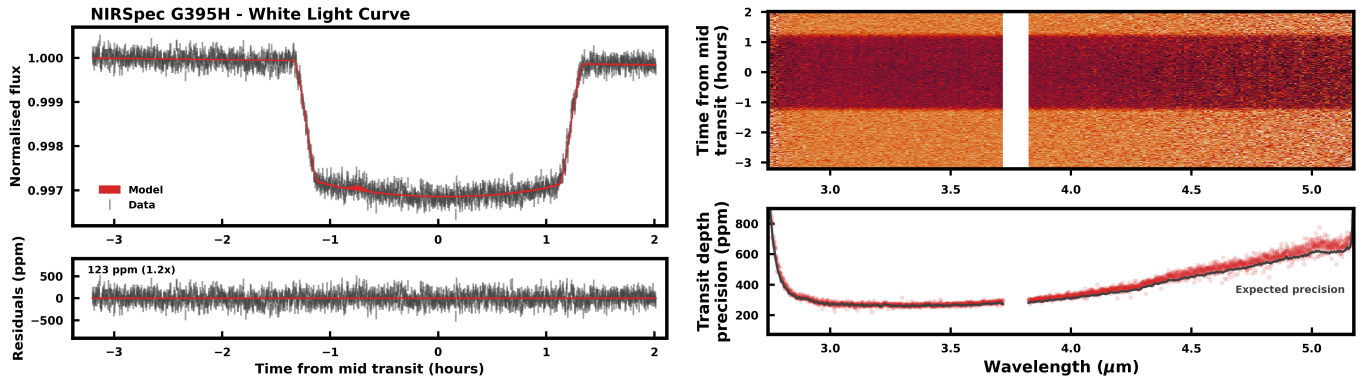 NIRSpec G395H - White Light Curve
Normalised flux
1.000
0.999
0.998
0.997
Model
Data
−3 −2 −1 0 1 2
Residuals (ppm)
500
0
−500
123 ppm (1.2x)
−3 −2 −1 0 1 2
Time from mid transit (hours)
Time from mid
transit (hours)
2
1
0
−1
−2
−3
3.0 3.5 4.0 4.5 5.0
Transit depth
precision (ppm)
800
600
400
200
Expected precision
3.0 3.5 4.0 4.5 5.0
Wavelength (μm)